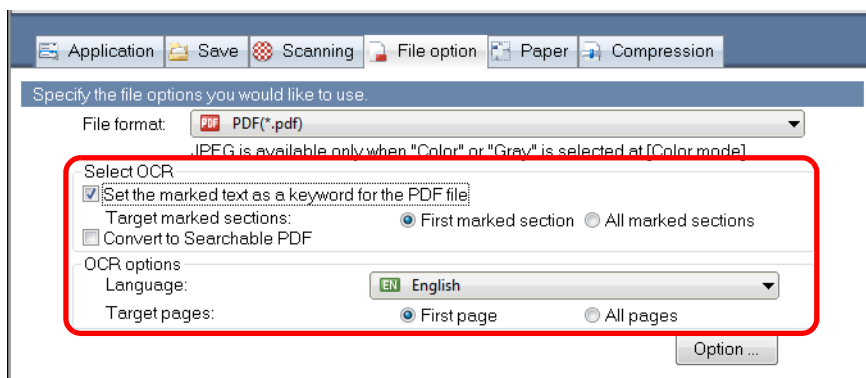 Application Save Scanning File option Paper Compression
Specify the file options you would like to use.
File format: PDF PDF(*.pdf)
JPEG is available only when "Color" or "Gray" is selected at [Color mode]
Select OCR
Set the marked text as a keyword for the PDF file
Target marked sections: First marked section All marked sections
Convert to Searchable PDF
OCR options
Language: EN English
Target pages: First page All pages
Option ...